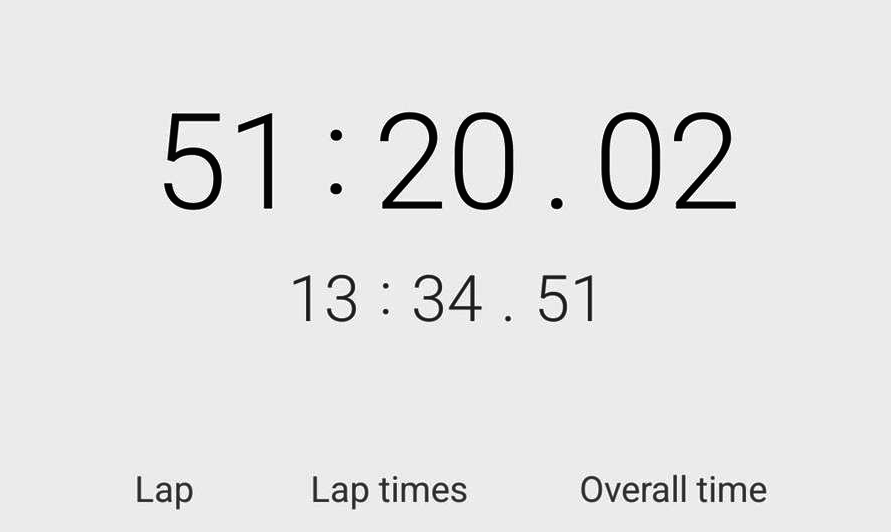 51 : 20 . 02
13 : 34 . 51
Lap Lap times Overall time